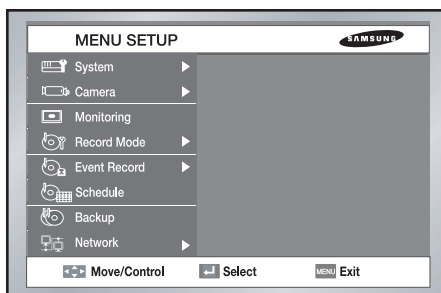 MENU SETUP SAMSUNG
System
Camera
Monitoring
Record Mode
Event Record
Schedule
Backup
Network
Move/Control Select MENU Exit